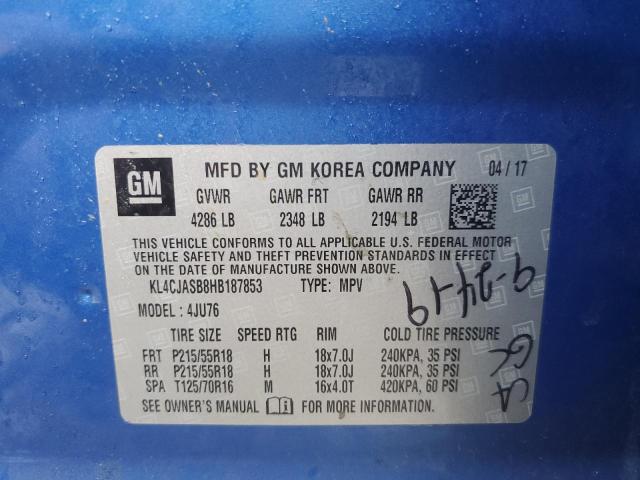 GM
MFD BY GM KOREA COMPANY 04 / 17
GVWR GAWR FRT GAWR RR
4286 LB 2348 LB 2194 LB
THIS VEHICLE CONFORMS TO ALL APPLICABLE U.S. FEDERAL MOTOR
VEHICLE SAFETY AND THEFT PREVENTION STANDARDS IN EFFECT
ON THE DATE OF MANUFACTURE SHOWN ABOVE.
KL4CJASB8HB187853 TYPE: MPV
MODEL : 4JU76
9-24-19
TIRE SIZE SPEED RTG RIM COLD TIRE PRESSURE
FRT P215/55R18 H 18x7.0J 240KPA, 35 PSI
RR P215/55R18 H 18x7.0J 240KPA, 35 PSI
SPA T125/70R16 M 16x4.0T 420KPA, 60 PSI
SEE OWNER'S MANUAL i FOR MORE INFORMATION.